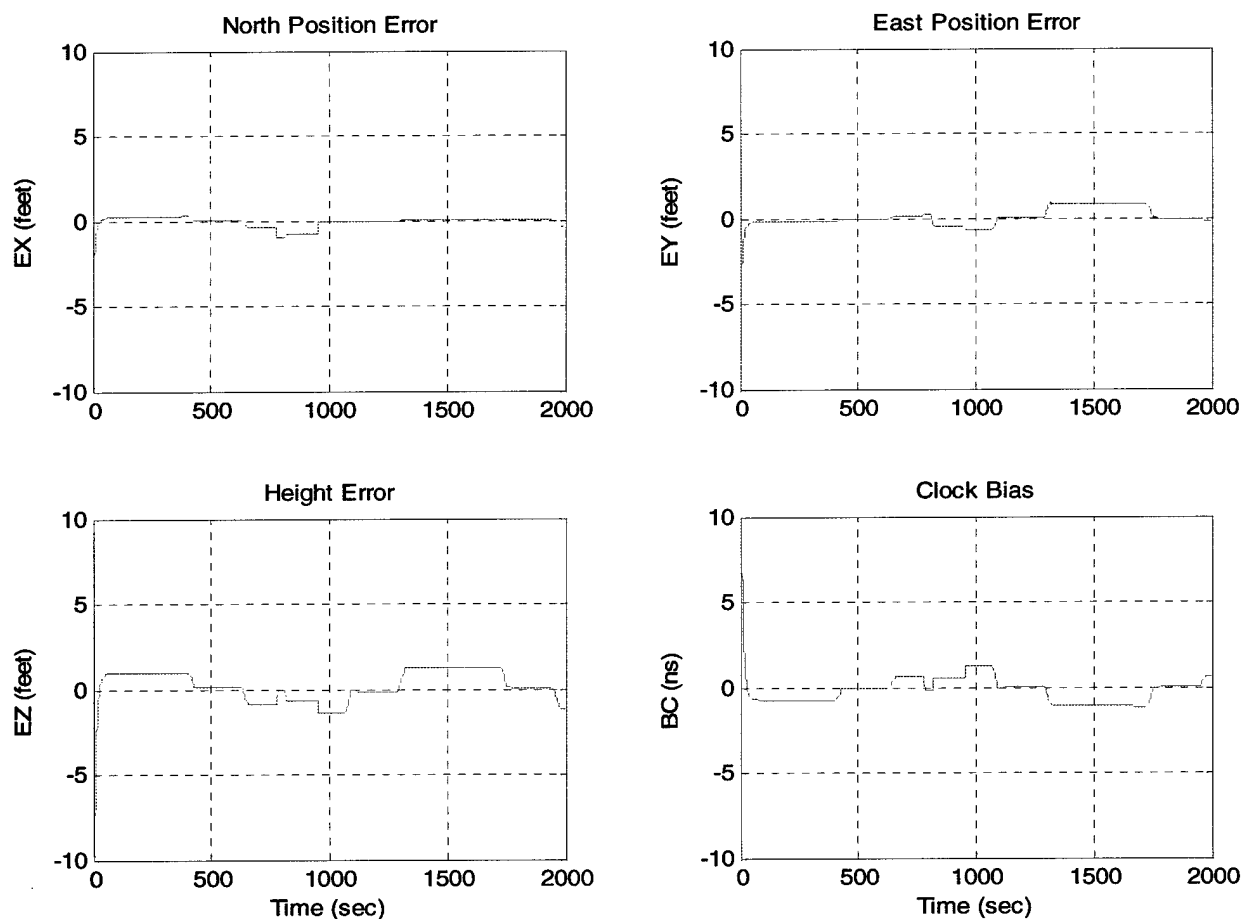 North Position Error
10
5
0
-5
-10
EX (feet)
0 500 1000 1500 2000
East Position Error
10
5
0
-5
-10
EY (feet)
0 500 1000 1500 2000
Height Error
10
5
0
-5
-10
EZ (feet)
0 500 1000 1500 2000
Time (sec)
Clock Bias
10
5
0
-5
-10
BC (ns)
0 500 1000 1500 2000
Time (sec)